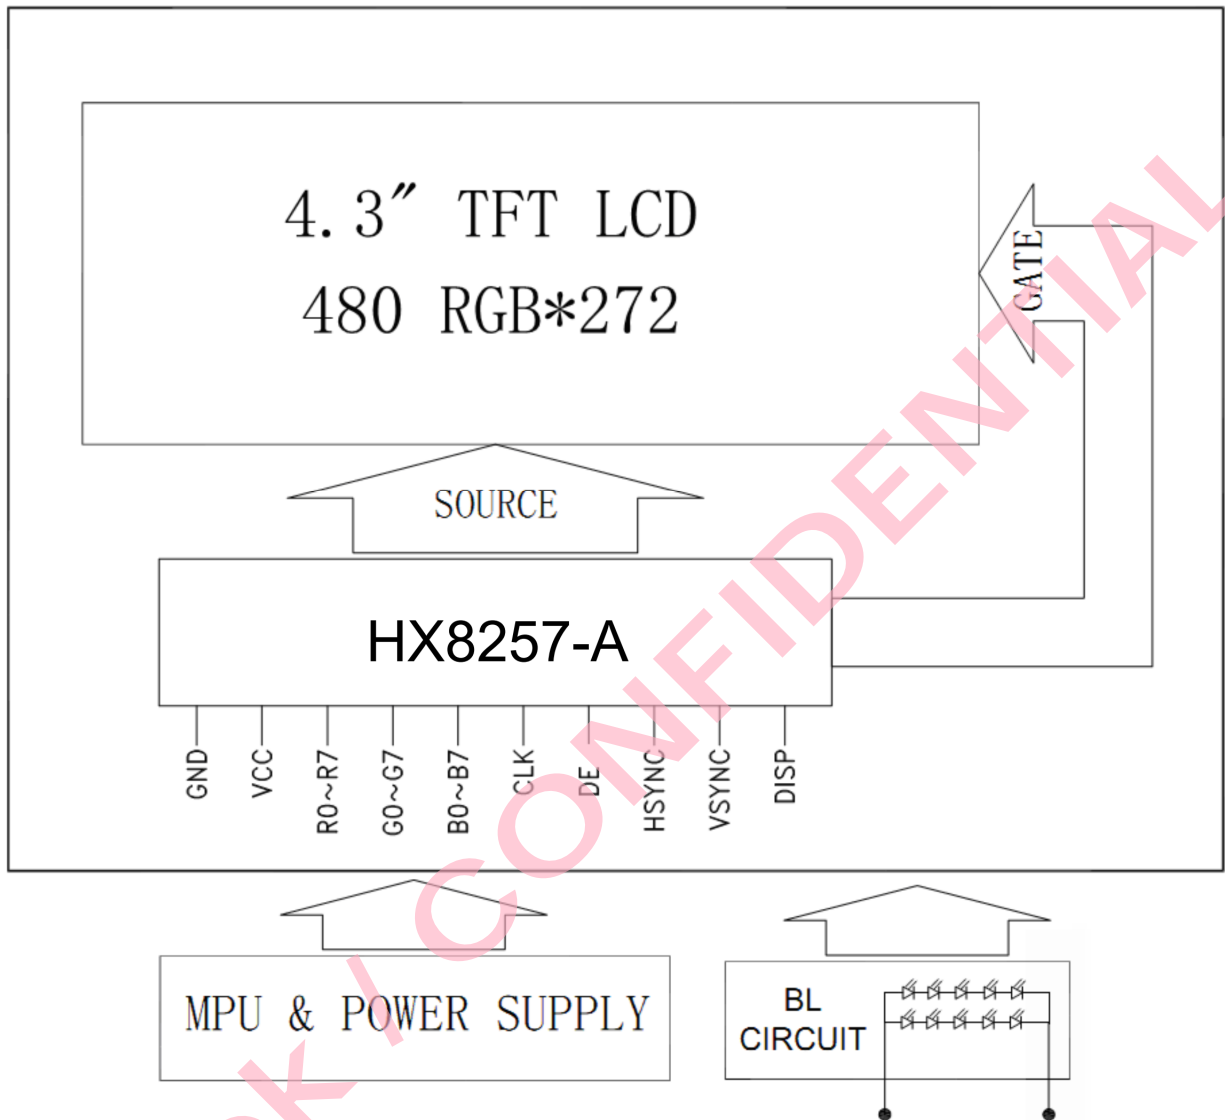 4.3″ TFT LCD
480 RGB*272
GATE
SOURCE
HX8257-A
GND
VCC
R0~R7
G0~G7
B0~B7
CLK
DE
HSYNC
VSYNC
DISP
MPU & POWER SUPPLY
BL
CIRCUIT
/ CONFIDENTIAL